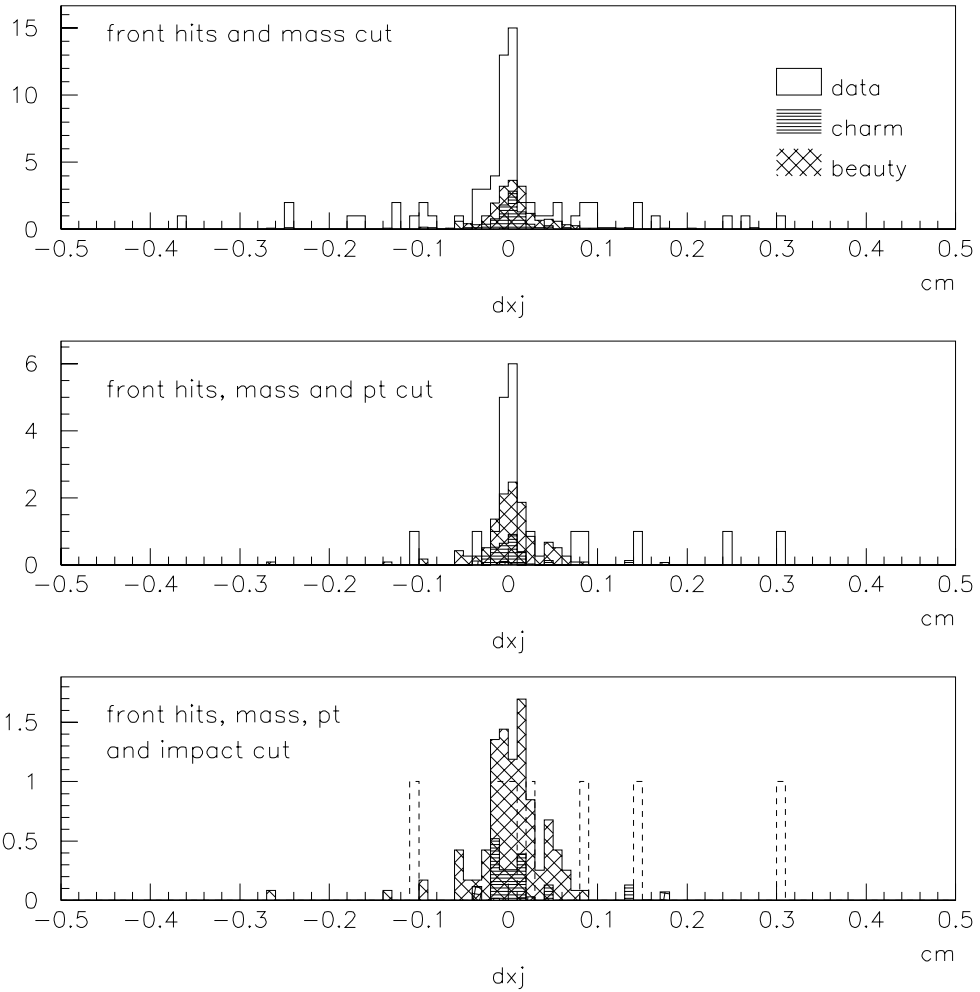 front hits and mass cut
data
charm
beauty
15
10
5
0
−0.5 −0.4 −0.3 −0.2 −0.1 0 0.1 0.2 0.3 0.4 0.5
cm
dxj
front hits, mass and pt cut
6
4
2
0
−0.5 −0.4 −0.3 −0.2 −0.1 0 0.1 0.2 0.3 0.4 0.5
cm
dxj
front hits, mass, pt
and impact cut
1.5
1
0.5
0
−0.5 −0.4 −0.3 −0.2 −0.1 0 0.1 0.2 0.3 0.4 0.5
cm
dxj